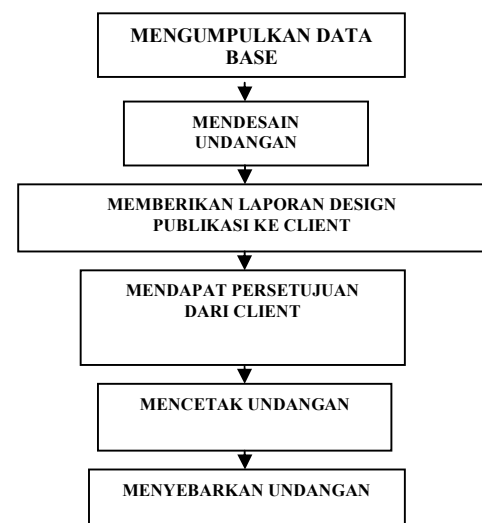 MENGUMPULKAN DATA
BASE
MENDESAIN
UNDANGAN
MEMBERIKAN LAPORAN DESIGN
PUBLIKASI KE CLIENT
MENDAPAT PERSETUJUAN
DARI CLIENT
MENCETAK UNDANGAN
MENYEBARKAN UNDANGAN